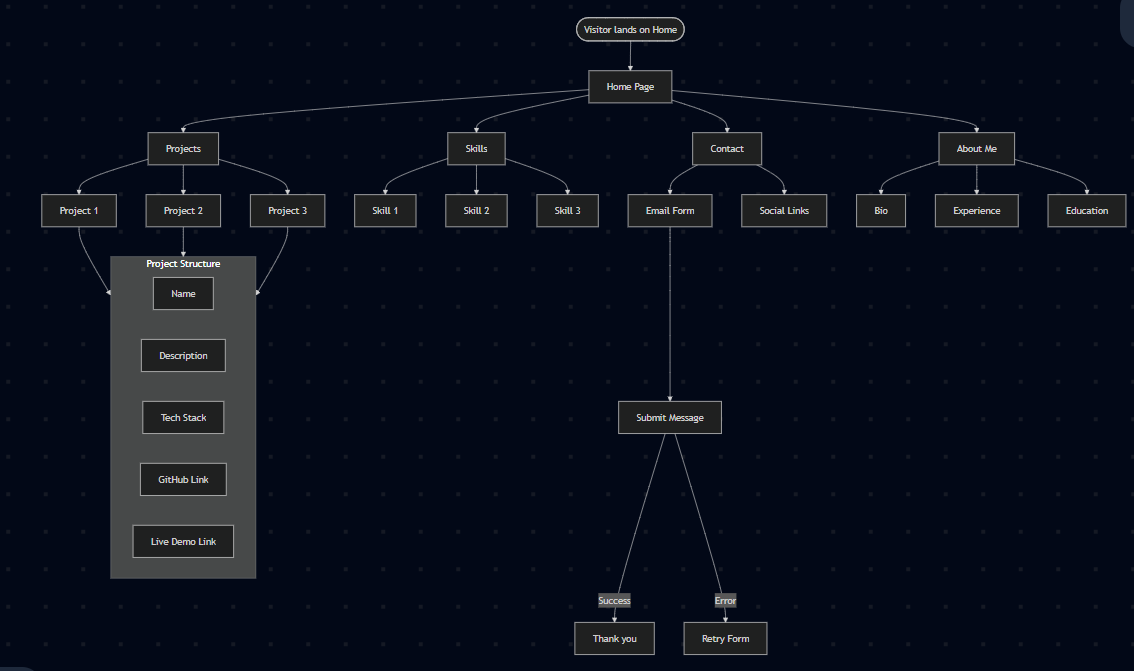 Visitor lands on Home
Home Page
Projects
Skills
Contact
About Me
Project 1
Project 2
Project 3
Skill 1
Skill 2
Skill 3
Email Form
Social Links
Bio
Experience
Education
Project Structure
Name
Description
Tech Stack
GitHub Link
Live Demo Link
Submit Message
Success
Error
Thank you
Retry Form